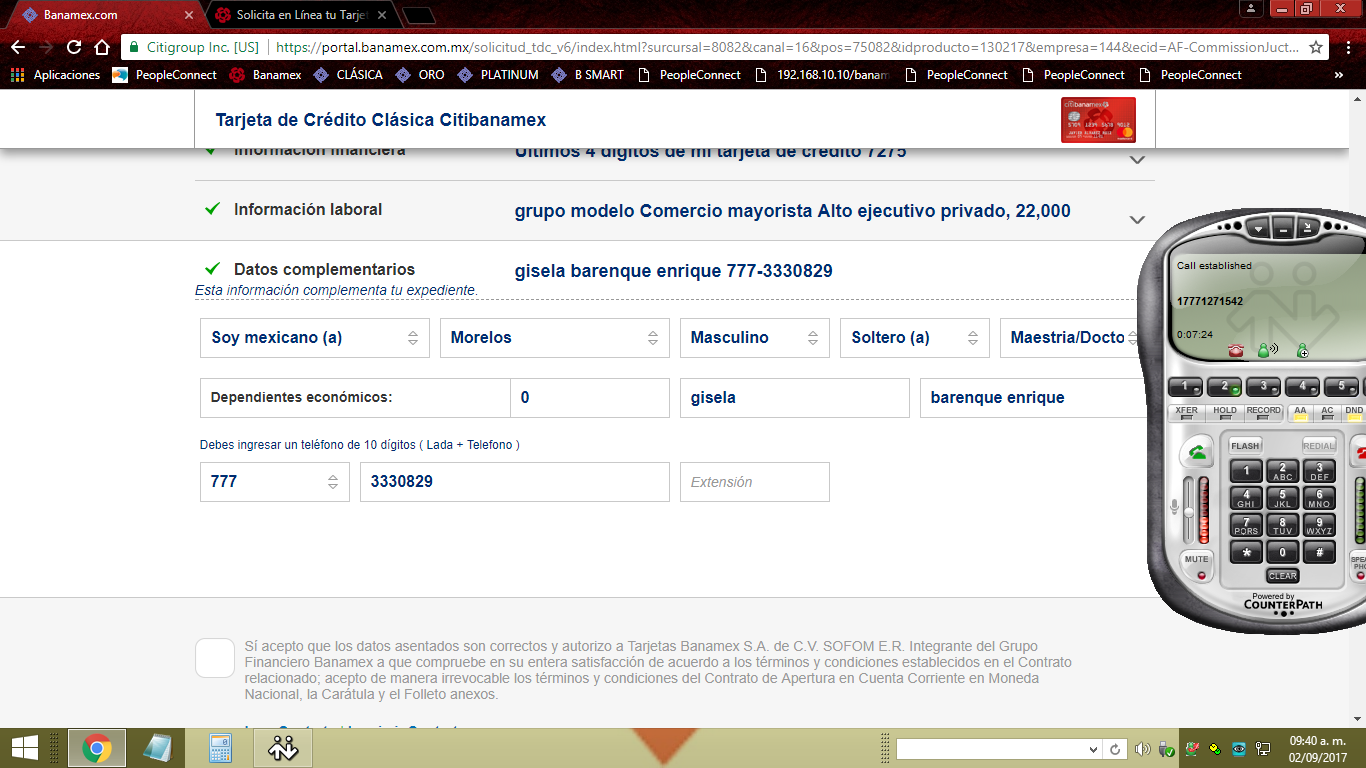 Banamex.com
Solicita en Línea tu Tarjet
Citigroup Inc. [US]
https://portal.banamex.com.mx/solicitud_tdc_v6/index.html?surcursal=8082&canal=16&pos=75082&idproducto=130217&empresa=144&ecid=AF-CommissionJuct...
Aplicaciones PeopleConnect Banamex CLÁSICA ORO PLATINUM B SMART PeopleConnect 192.168.10.10/banam PeopleConnect PeopleConnect PeopleConnect »
Tarjeta de Crédito Clásica Citibanamex
citibanamex
Información financiera Últimos 4 dígitos de mi tarjeta de crédito 7275
Información laboral grupo modelo Comercio mayorista Alto ejecutivo privado, 22,000
Datos complementarios gisela barenque enrique 777-3330829
Esta información complementa tu expediente.
Soy mexicano (a) Morelos Masculino Soltero (a) Maestria/Docto
Dependientes económicos: 0 gisela barenque enrique
Debes ingresar un teléfono de 10 dígitos ( Lada + Telefono )
777 3330829 Extensión
Sí acepto que los datos asentados son correctos y autorizo a Tarjetas Banamex S.A. de C.V. SOFOM E.R. Integrante del Grupo
Financiero Banamex a que compruebe en su entera satisfacción de acuerdo a los términos y condiciones establecidos en el Contrato
relacionado; acepto de manera irrevocable los términos y condiciones del Contrato de Apertura en Cuenta Corriente en Moneda
Nacional, la Carátula y el Folleto anexos.
Call established
17771271542
0:07:24
1 2 3 4 5
XFER HOLD RECORD AA AC DND
FLASH REDIAL
1 2 ABC 3 DEF
4 GHI 5 JKL 6 MNO
7 PQRS 8 TUV 9 WXYZ
* 0 #
MUTE
CLEAR
Powered by
COUNTERPATH
09:40 a. m.
02/09/2017